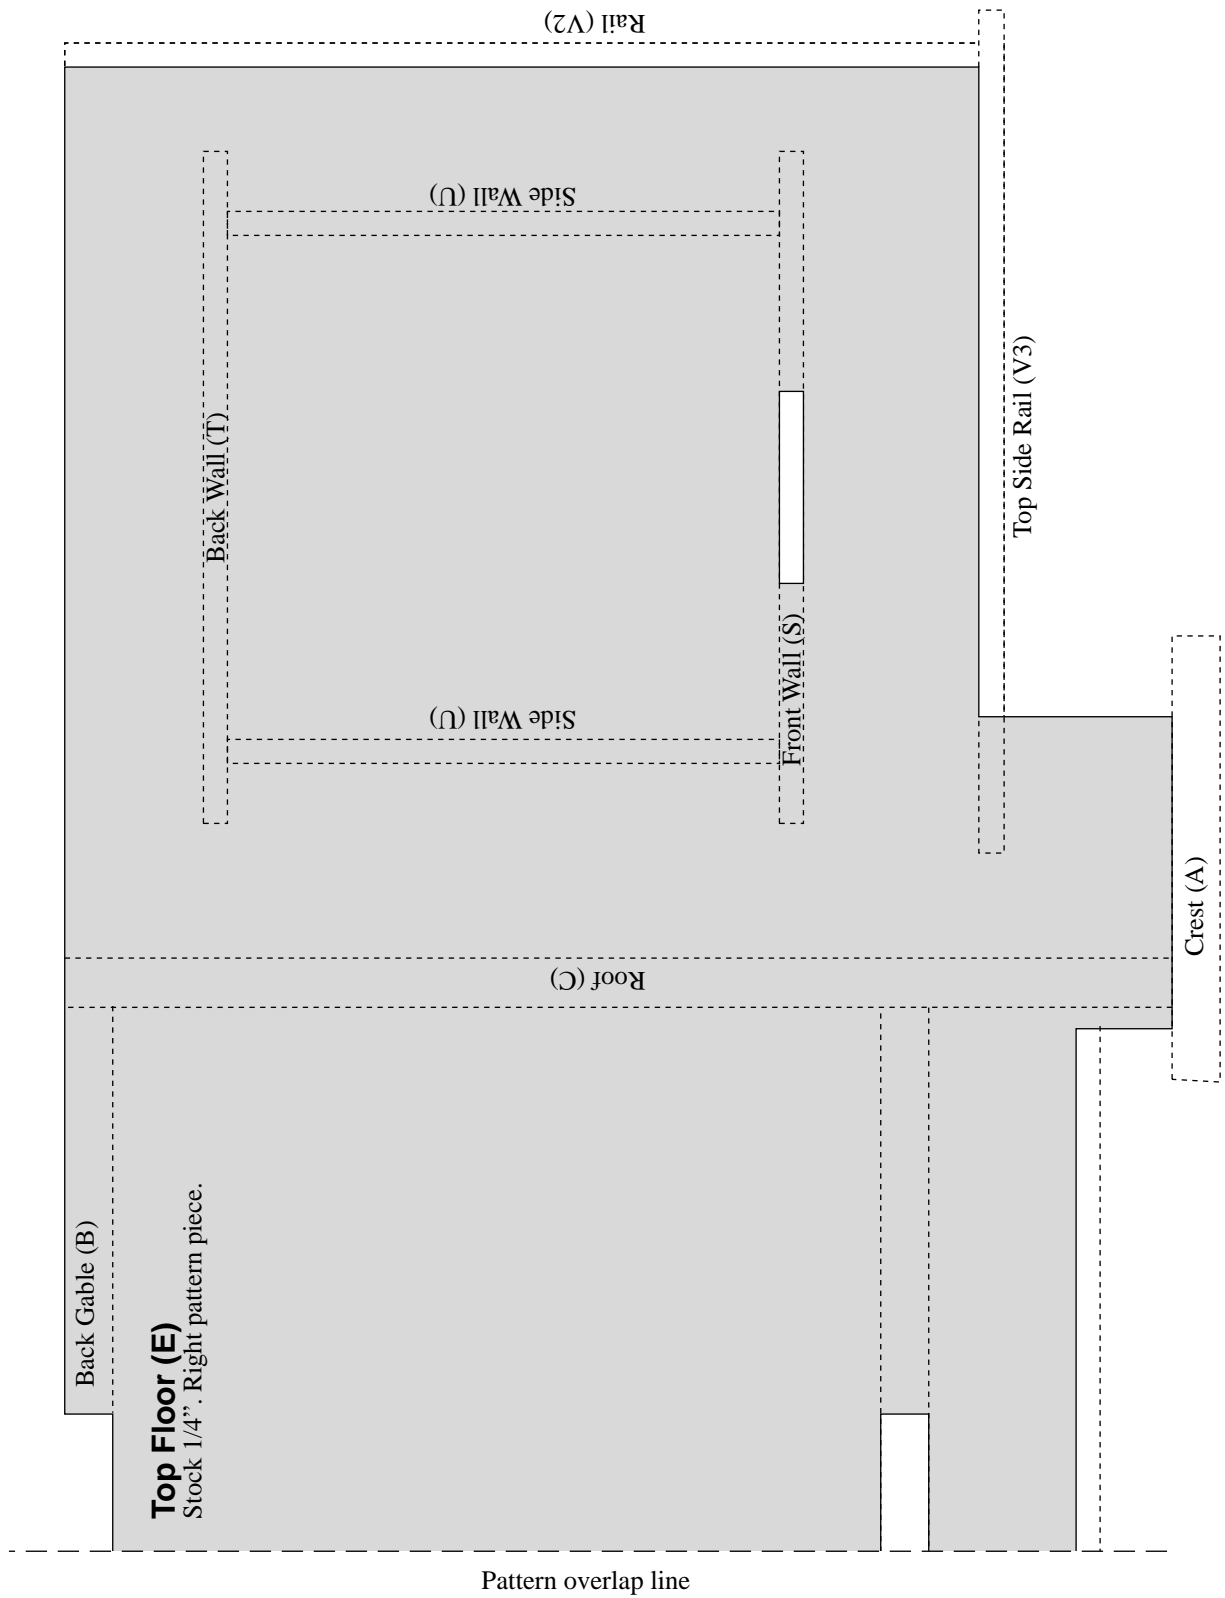 Rail (V2)
Side Wall (U)
Back Wall (T)
Top Side Rail (V3)
Front Wall (S)
Side Wall (U)
Crest (A)
Roof (C)
Back Gable (B)
Top Floor (E)
Stock 1/4”. Right pattern piece.
Pattern overlap line